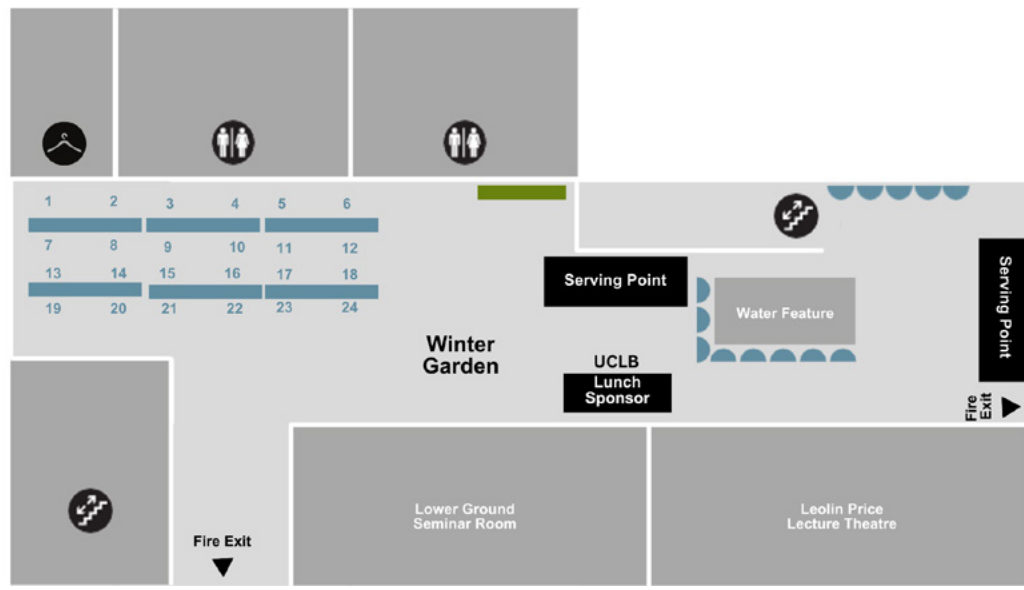 1 2 3 4 5 6
7 8 9 10 11 12
13 14 15 16 17 18
19 20 21 22 23 24
Serving Point
Water Feature
Serving Point
Winter
Garden
UCLB
Lunch
Sponsor
Fire
Exit
Lower Ground
Seminar Room
Leolin Price
Lecture Theatre
Fire Exit